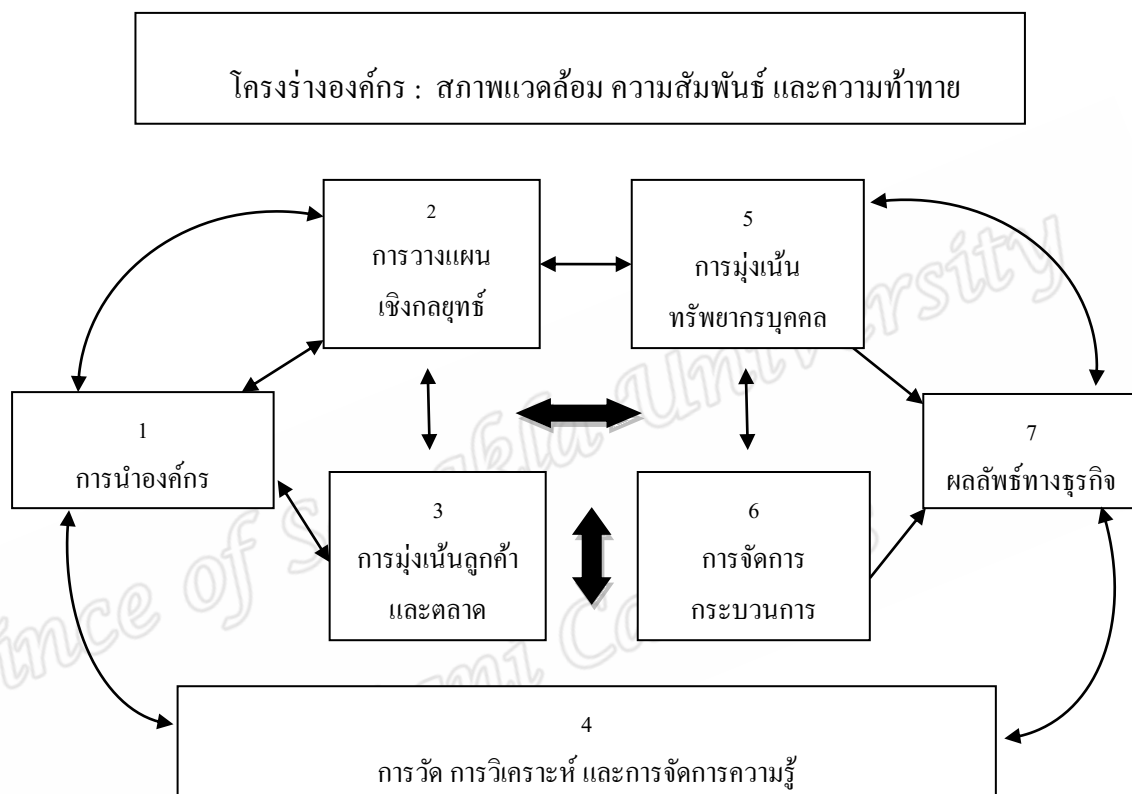 โครงร่างองค์กร : สภาพแวดล้อม ความสัมพันธ์ และความท้าทาย
2
การวางแผน
เชิงกลยุทธ์
5
การมุ่งเน้น
ทรัพยากรบุคคล
1
การนำองค์กร
7
ผลลัพธ์ทางธุรกิจ
3
การมุ่งเน้นลูกค้า
และตลาด
6
การจัดการ
กระบวนการ
4
การวัด การวิเคราะห์ และการจัดการความรู้
ince of S kla University